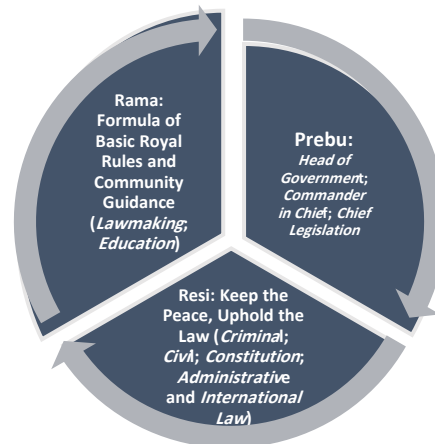 Rama:
Formula of
Basic Royal
Rules and
Community
Guidance
(Lawmaking;
Education)
Prebu:
Head of
Government;
Commander
in Chief; Chief
Legislation
Resi: Keep the
Peace, Uphold the
Law (Criminal;
Civil; Constitution;
Administrative
and International
Law)